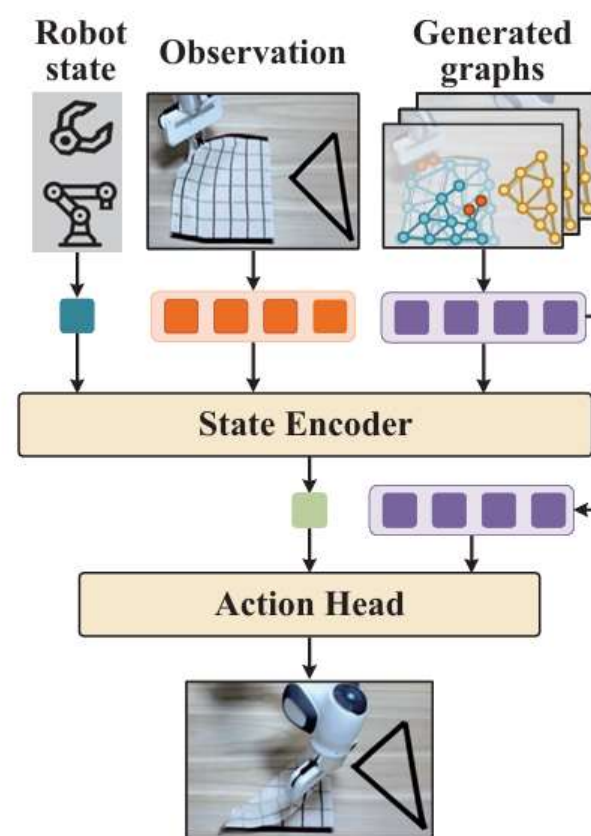 Robot
state
Observation
Generated
graphs
State Encoder
Action Head